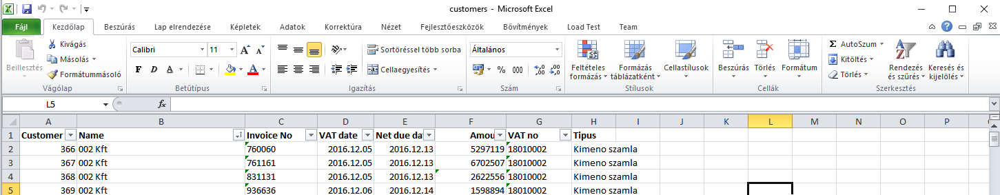 customers - Microsoft Excel
Fájl Kezdőlap Beszúrás Lap elrendezése Képletek Adatok Korrektúra Nézet Fejlesztőeszközök Bővítmények Load Test Team
Beillesztés Kivágás Másolás Formátummásoló
Vágólap
Calibri 11
F D A
Betűtípus
Sortöréssel több sorba
Cellaegyesítés
Igazítás
Általános
% 000 ,00 ,0
Szám
Feltételes formázás Formázás táblázatként Cellastílusok
Stílusok
Beszúrás Törlés Formátum
Cellák
Σ AutoSzum Kitöltés Törlés
Rendezés és szűrés Keresés és kijelölés
Szerkesztés
L5 fx
A B C D E F G H I J K L M N O P
1 Customer Name Invoice No VAT date Net due da Amou VAT no Tipus
2 366 002 Kft 760060 2016.12.05 2016.12.13 5297119 18010002 Kimeno szamla
3 367 002 Kft 761161 2016.12.05 2016.12.13 6702507 18010002 Kimeno szamla
4 368 002 Kft 831131 2016.12.05 2016.12.13 2622556 18010002 Kimeno szamla
5 369 002 Kft 936636 2016.12.06 2016.12.14 1598894 18010002 Kimeno szamla